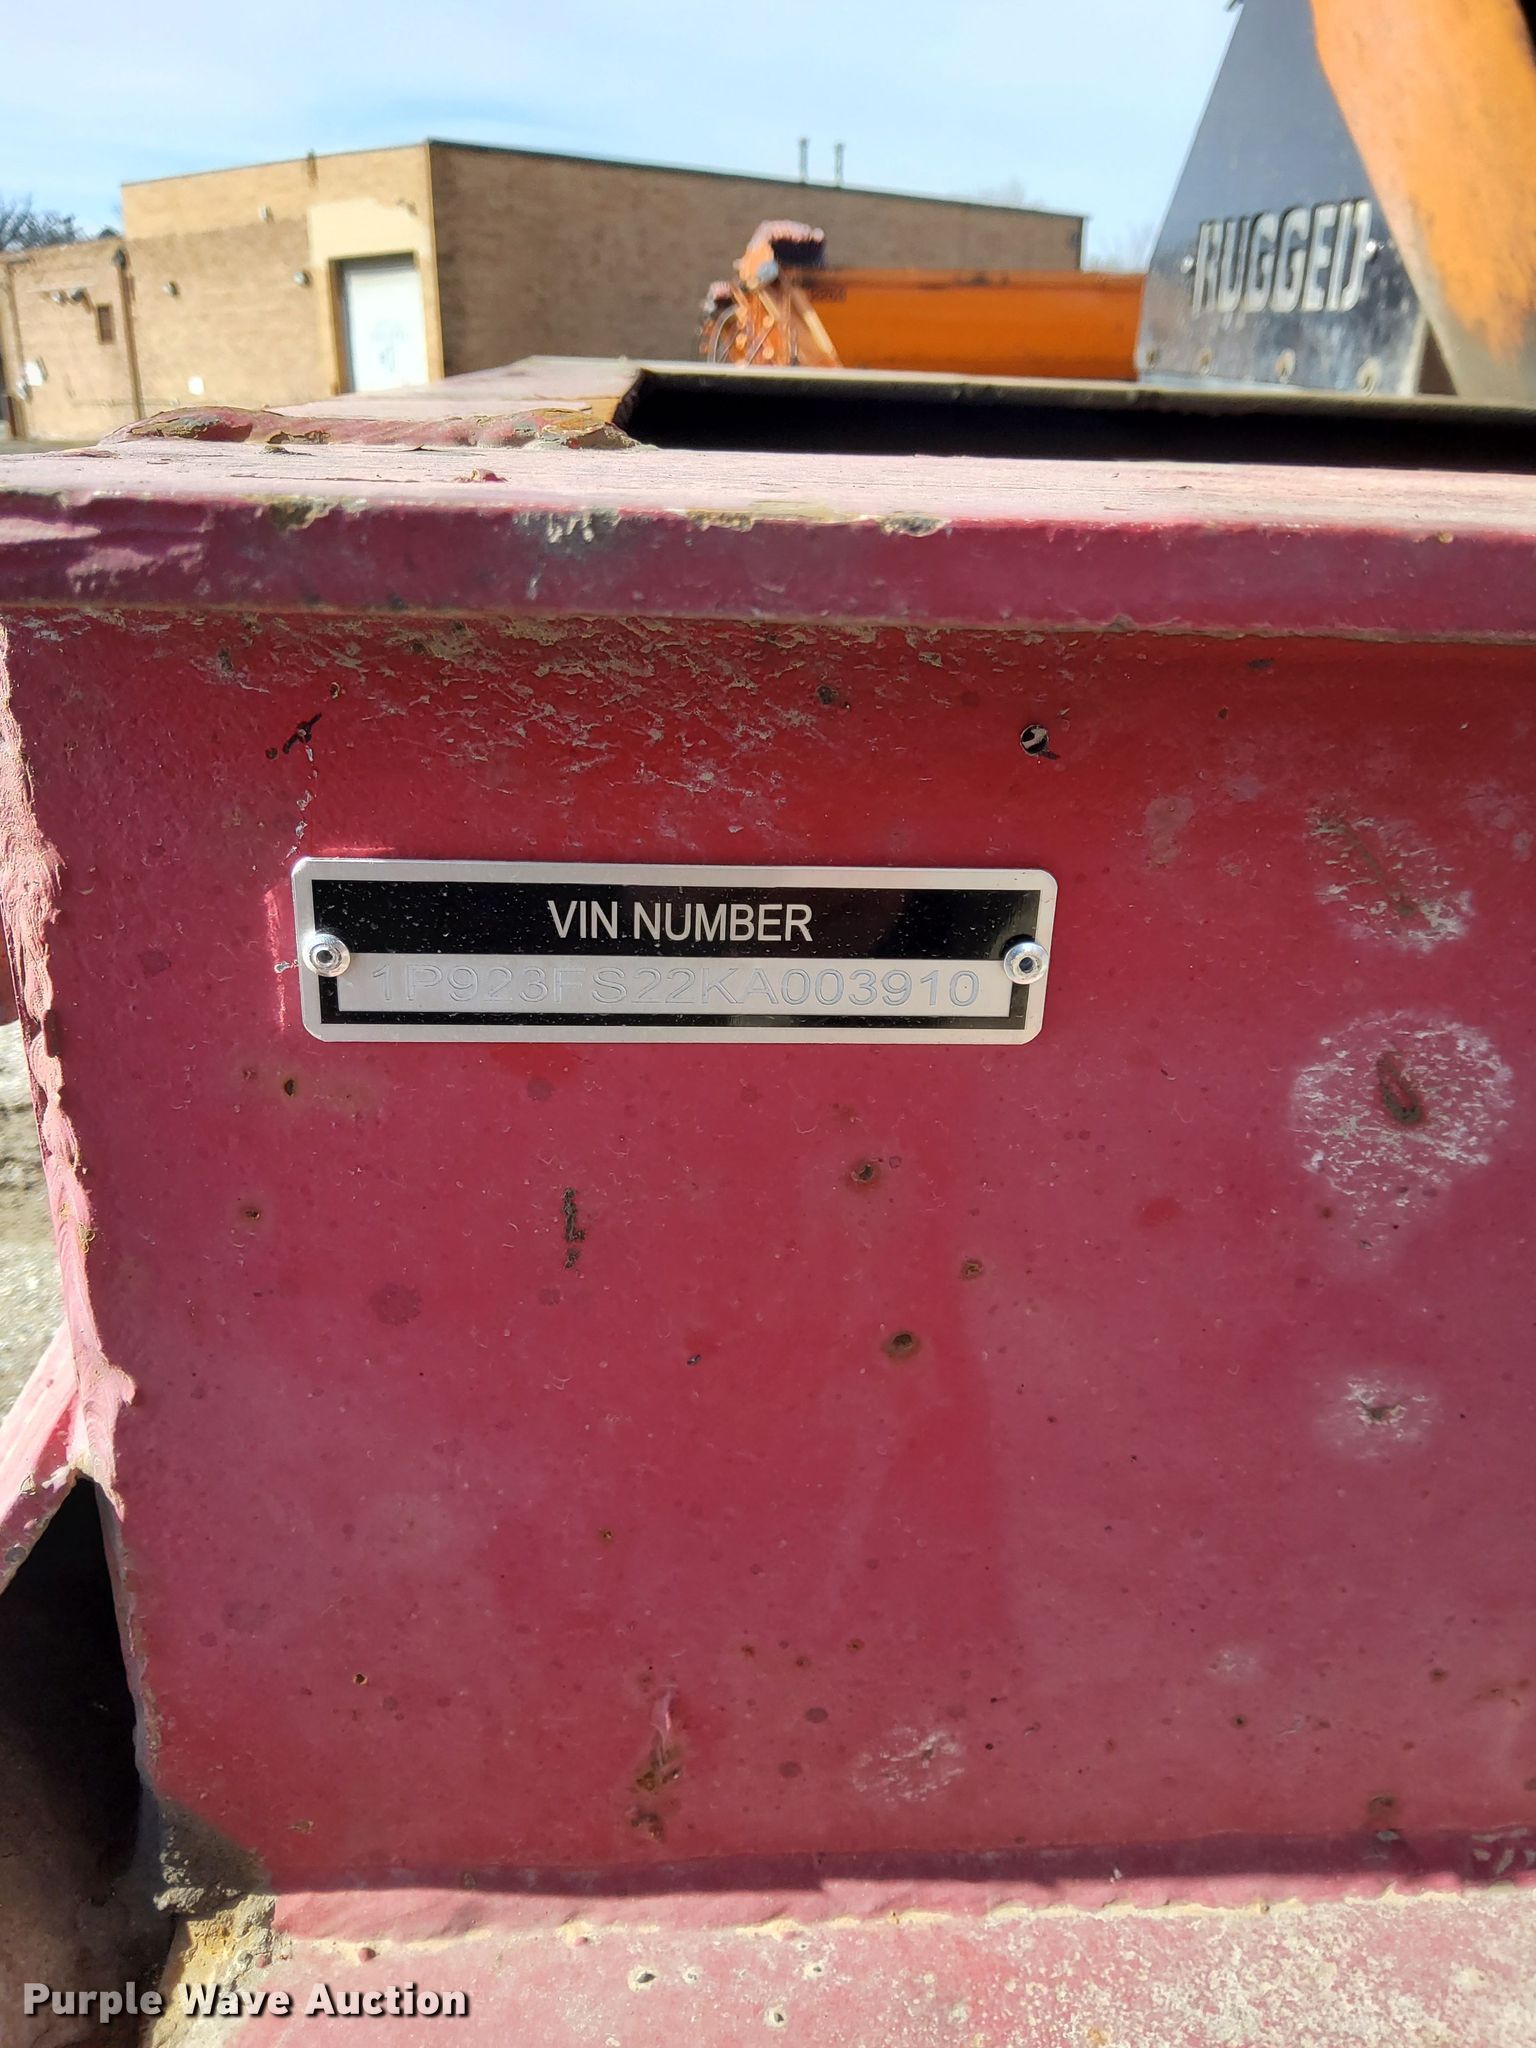 RUGGED
VIN NUMBER
1P923FS22KA003910
Purple Wave Auction